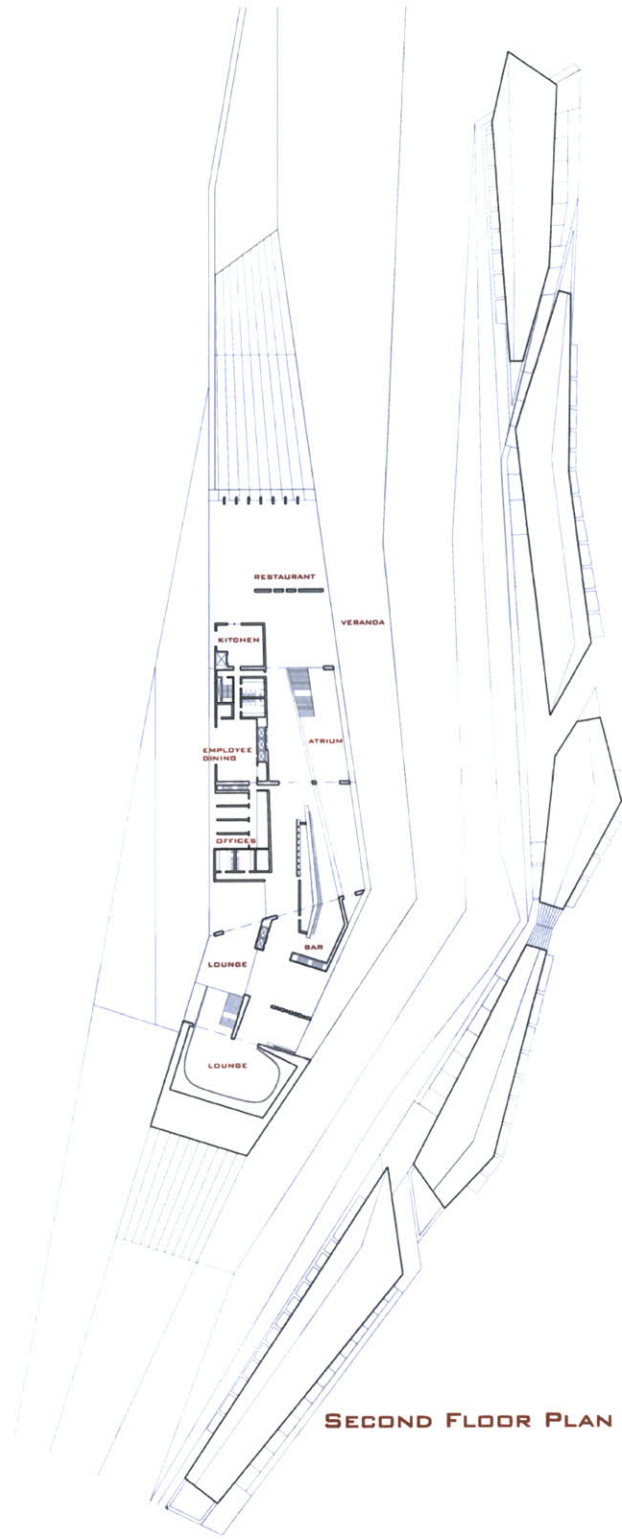 RESTAURANT
VERANDA
KITCHEN
ATRIUM
EMPLOYEE
DINING
OFFICES
BAR
LOUNGE
LOUNGE
SECOND FLOOR PLAN